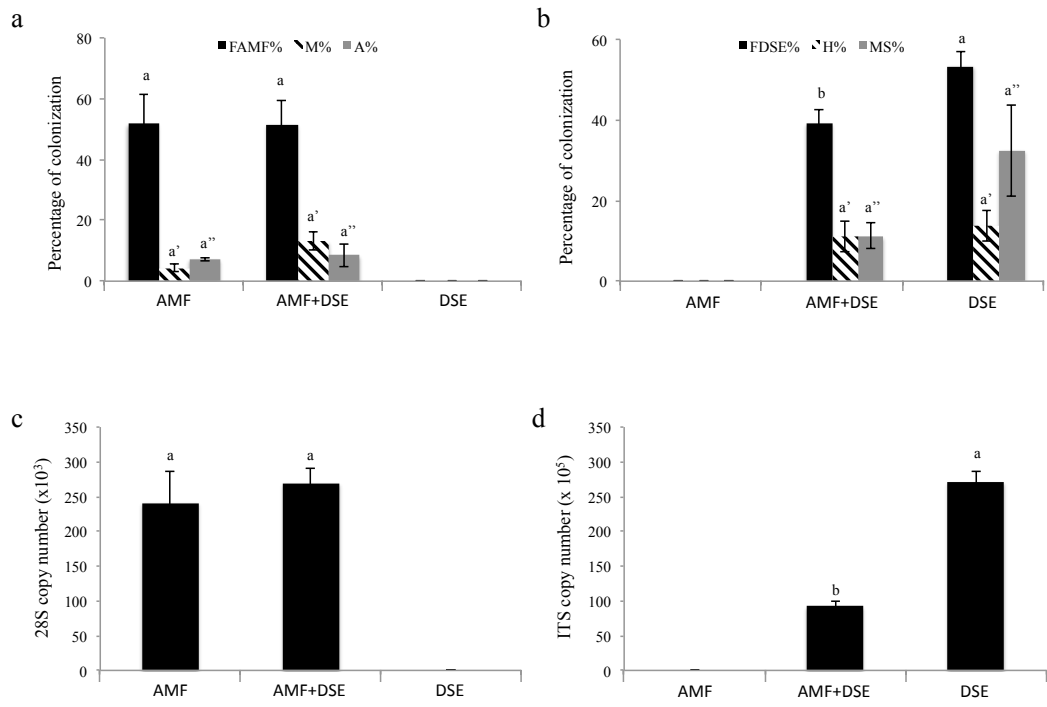 a
FAMF% M% A%
Percentage of colonization
80
60
40
20
0
a a
a' a'' a' a''
AMF AMF+DSE DSE
b
FDSE% H% MS%
Percentage of colonization
60
40
20
0
b a
a' a'' a' a''
AMF AMF+DSE DSE
c
28S copy number (x10³)
350
300
250
200
150
100
50
0
a a
AMF AMF+DSE DSE
d
ITS copy number (x 10⁵)
350
300
250
200
150
100
50
0
b a
AMF AMF+DSE DSE